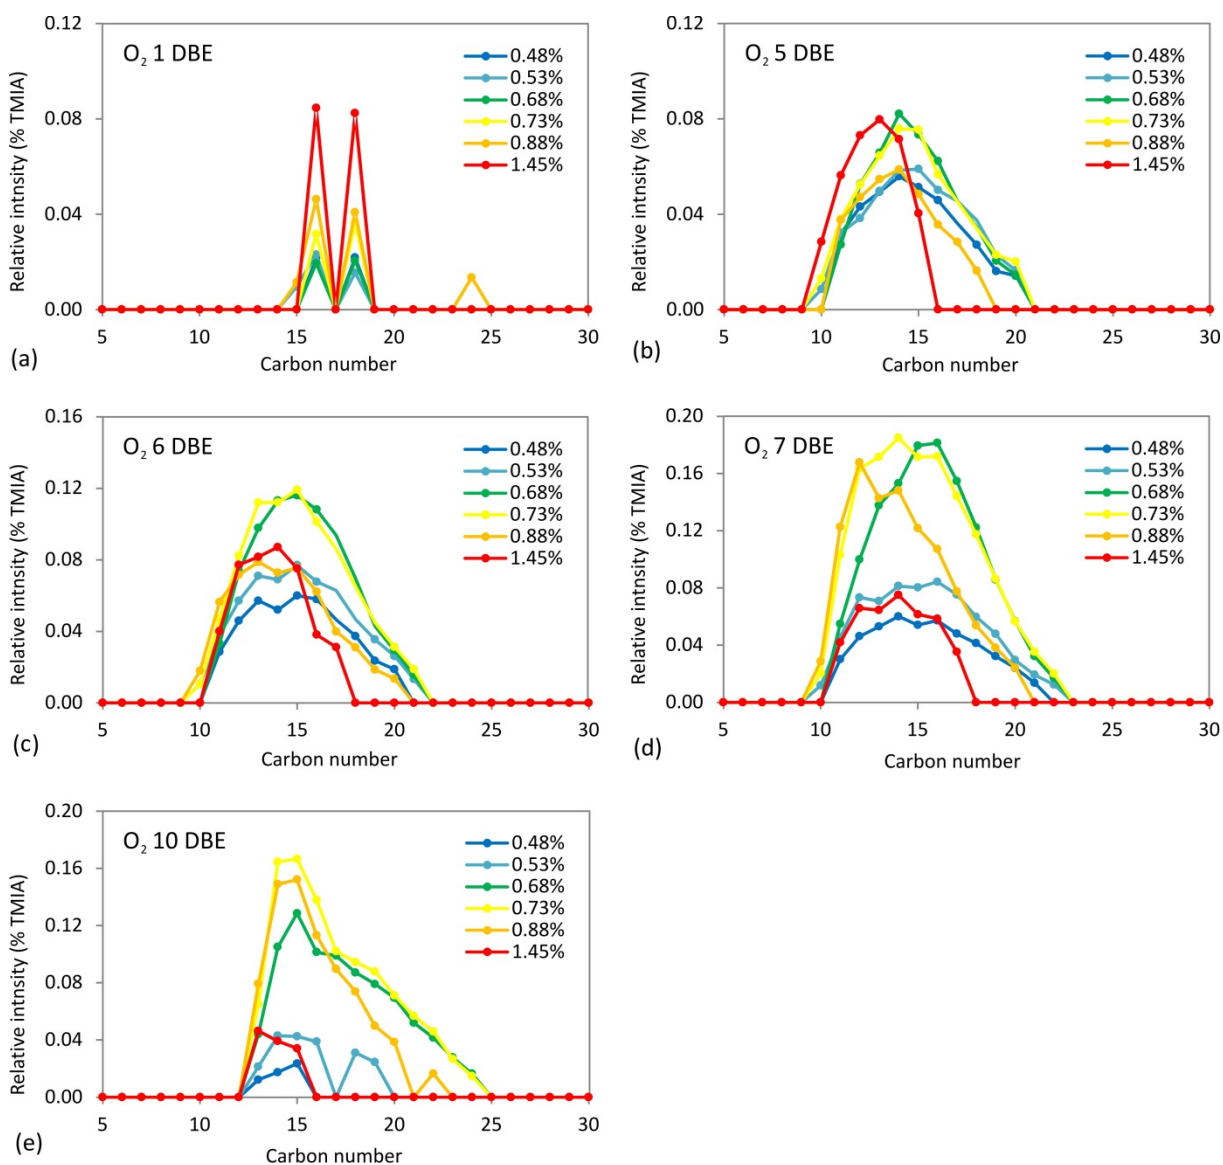 O₂ 1 DBE
0.48%
0.53%
0.68%
0.73%
0.88%
1.45%
0.12
0.08
0.04
0.00
5 10 15 20 25 30
Relative intnsity (% TMIA)
Carbon number
(a)
O₂ 5 DBE
0.48%
0.53%
0.68%
0.73%
0.88%
1.45%
0.12
0.08
0.04
0.00
5 10 15 20 25 30
Relative intnsity (% TMIA)
Carbon number
(b)
O₂ 6 DBE
0.48%
0.53%
0.68%
0.73%
0.88%
1.45%
0.16
0.12
0.08
0.04
0.00
5 10 15 20 25 30
Relative intnsity (% TMIA)
Carbon number
(c)
O₂ 7 DBE
0.48%
0.53%
0.68%
0.73%
0.88%
1.45%
0.20
0.16
0.12
0.08
0.04
0.00
5 10 15 20 25 30
Relative intnsity (% TMIA)
Carbon number
(d)
O₂ 10 DBE
0.48%
0.53%
0.68%
0.73%
0.88%
1.45%
0.20
0.16
0.12
0.08
0.04
0.00
5 10 15 20 25 30
Relative intnsity (% TMIA)
Carbon number
(e)